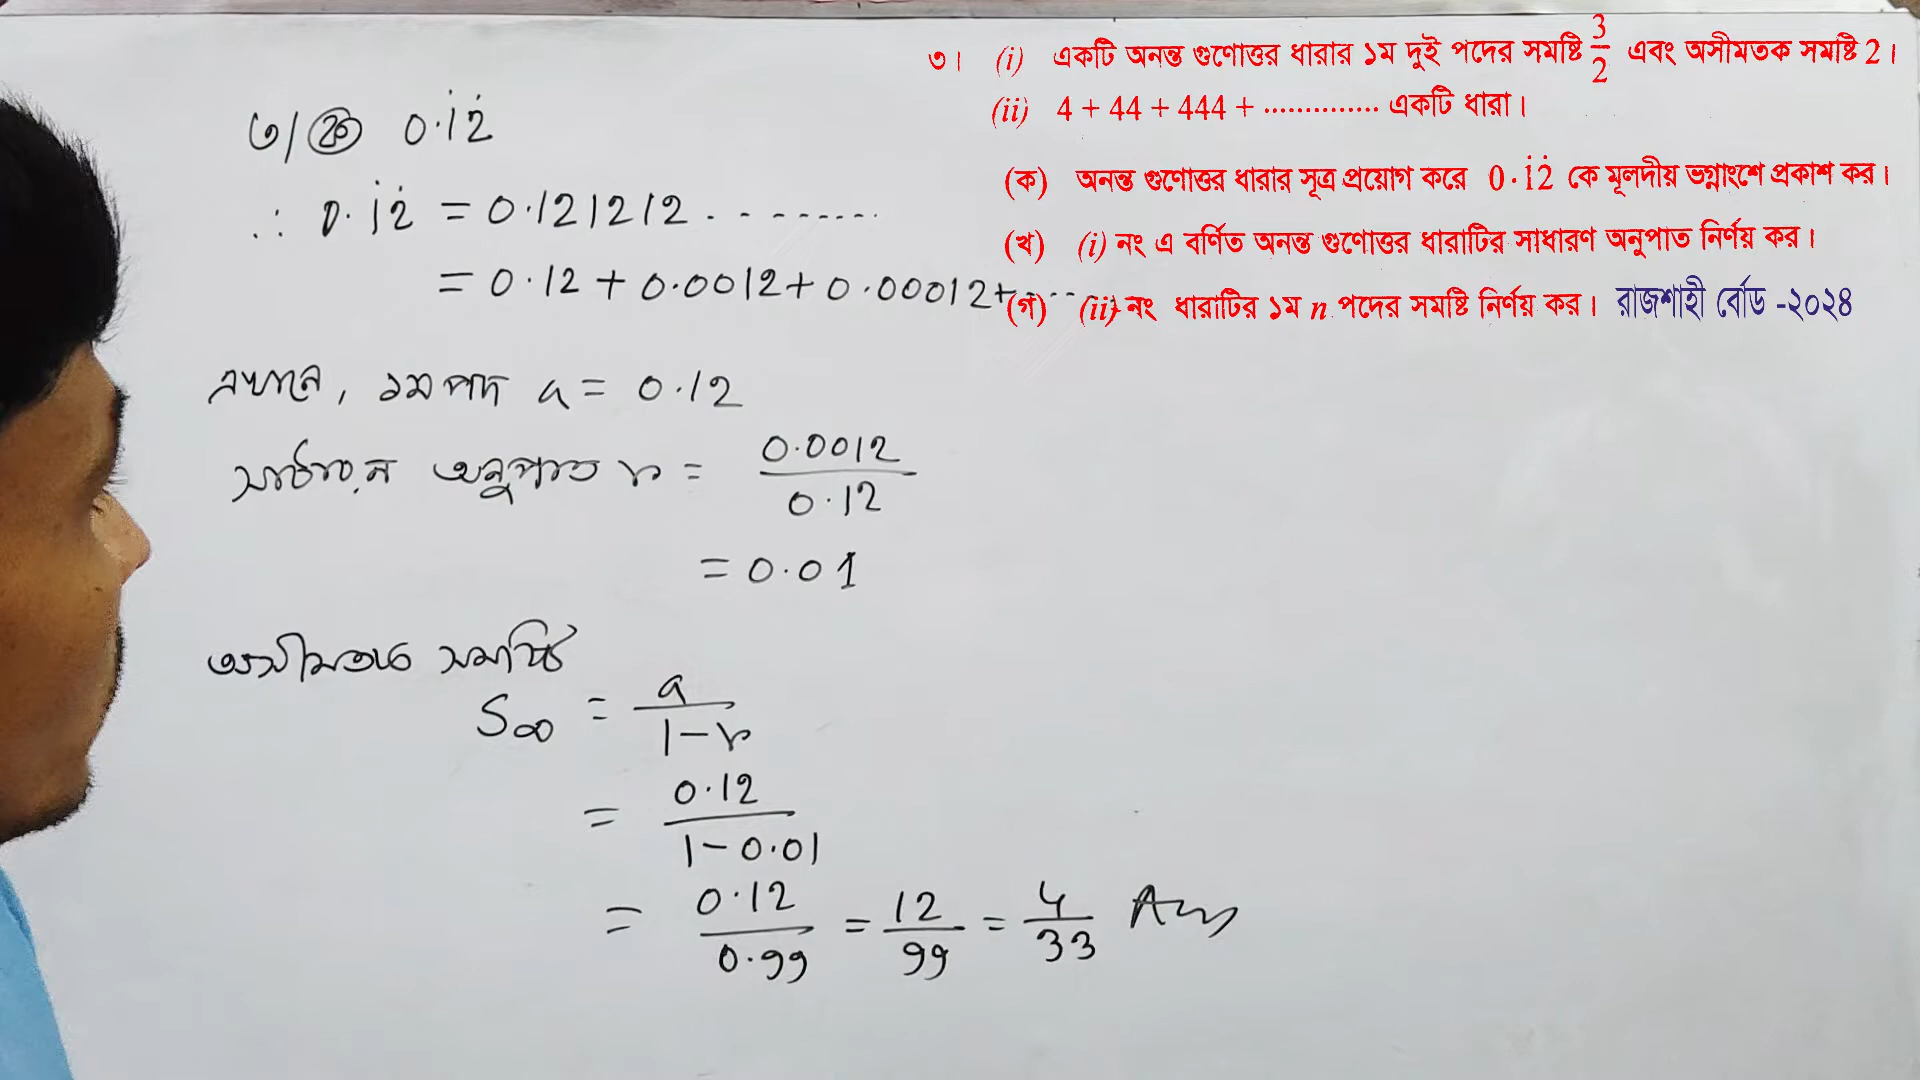 ৩। (i) একটি অনন্ত গুণোত্তর ধারার ১ম দুই পদের সমষ্টি 3/2 এবং অসীমতক সমষ্টি 2।
(ii) 4 + 44 + 444 + .............. একটি ধারা।
(ক) অনন্ত গুণোত্তর ধারার সূত্র প্রয়োগ করে 0.1̇2̇ কে মূলদীয় ভগ্নাংশে প্রকাশ কর।
(খ) (i) নং এ বর্ণিত অনন্ত গুণোত্তর ধারাটির সাধারণ অনুপাত নির্ণয় কর।
(গ) (ii) নং ধারাটির ১ম n পদের সমষ্টি নির্ণয় কর। রাজশাহী বোর্ড -২০২৪
৩/ ক 0.1̇2̇
∴ 0.1̇2̇ = 0.121212 - - - - - - - -
= 0.12 + 0.0012 + 0.00012 + - - - -
এখানে, ১ম পদ a = 0.12
সাধারন অনুপাত r = 0.0012/0.12
= 0.01
অসীমতক সমষ্টি
S∞ = a/1-r
= 0.12/1-0.01
= 0.12/0.99 = 12/99 = 4/33 Ans